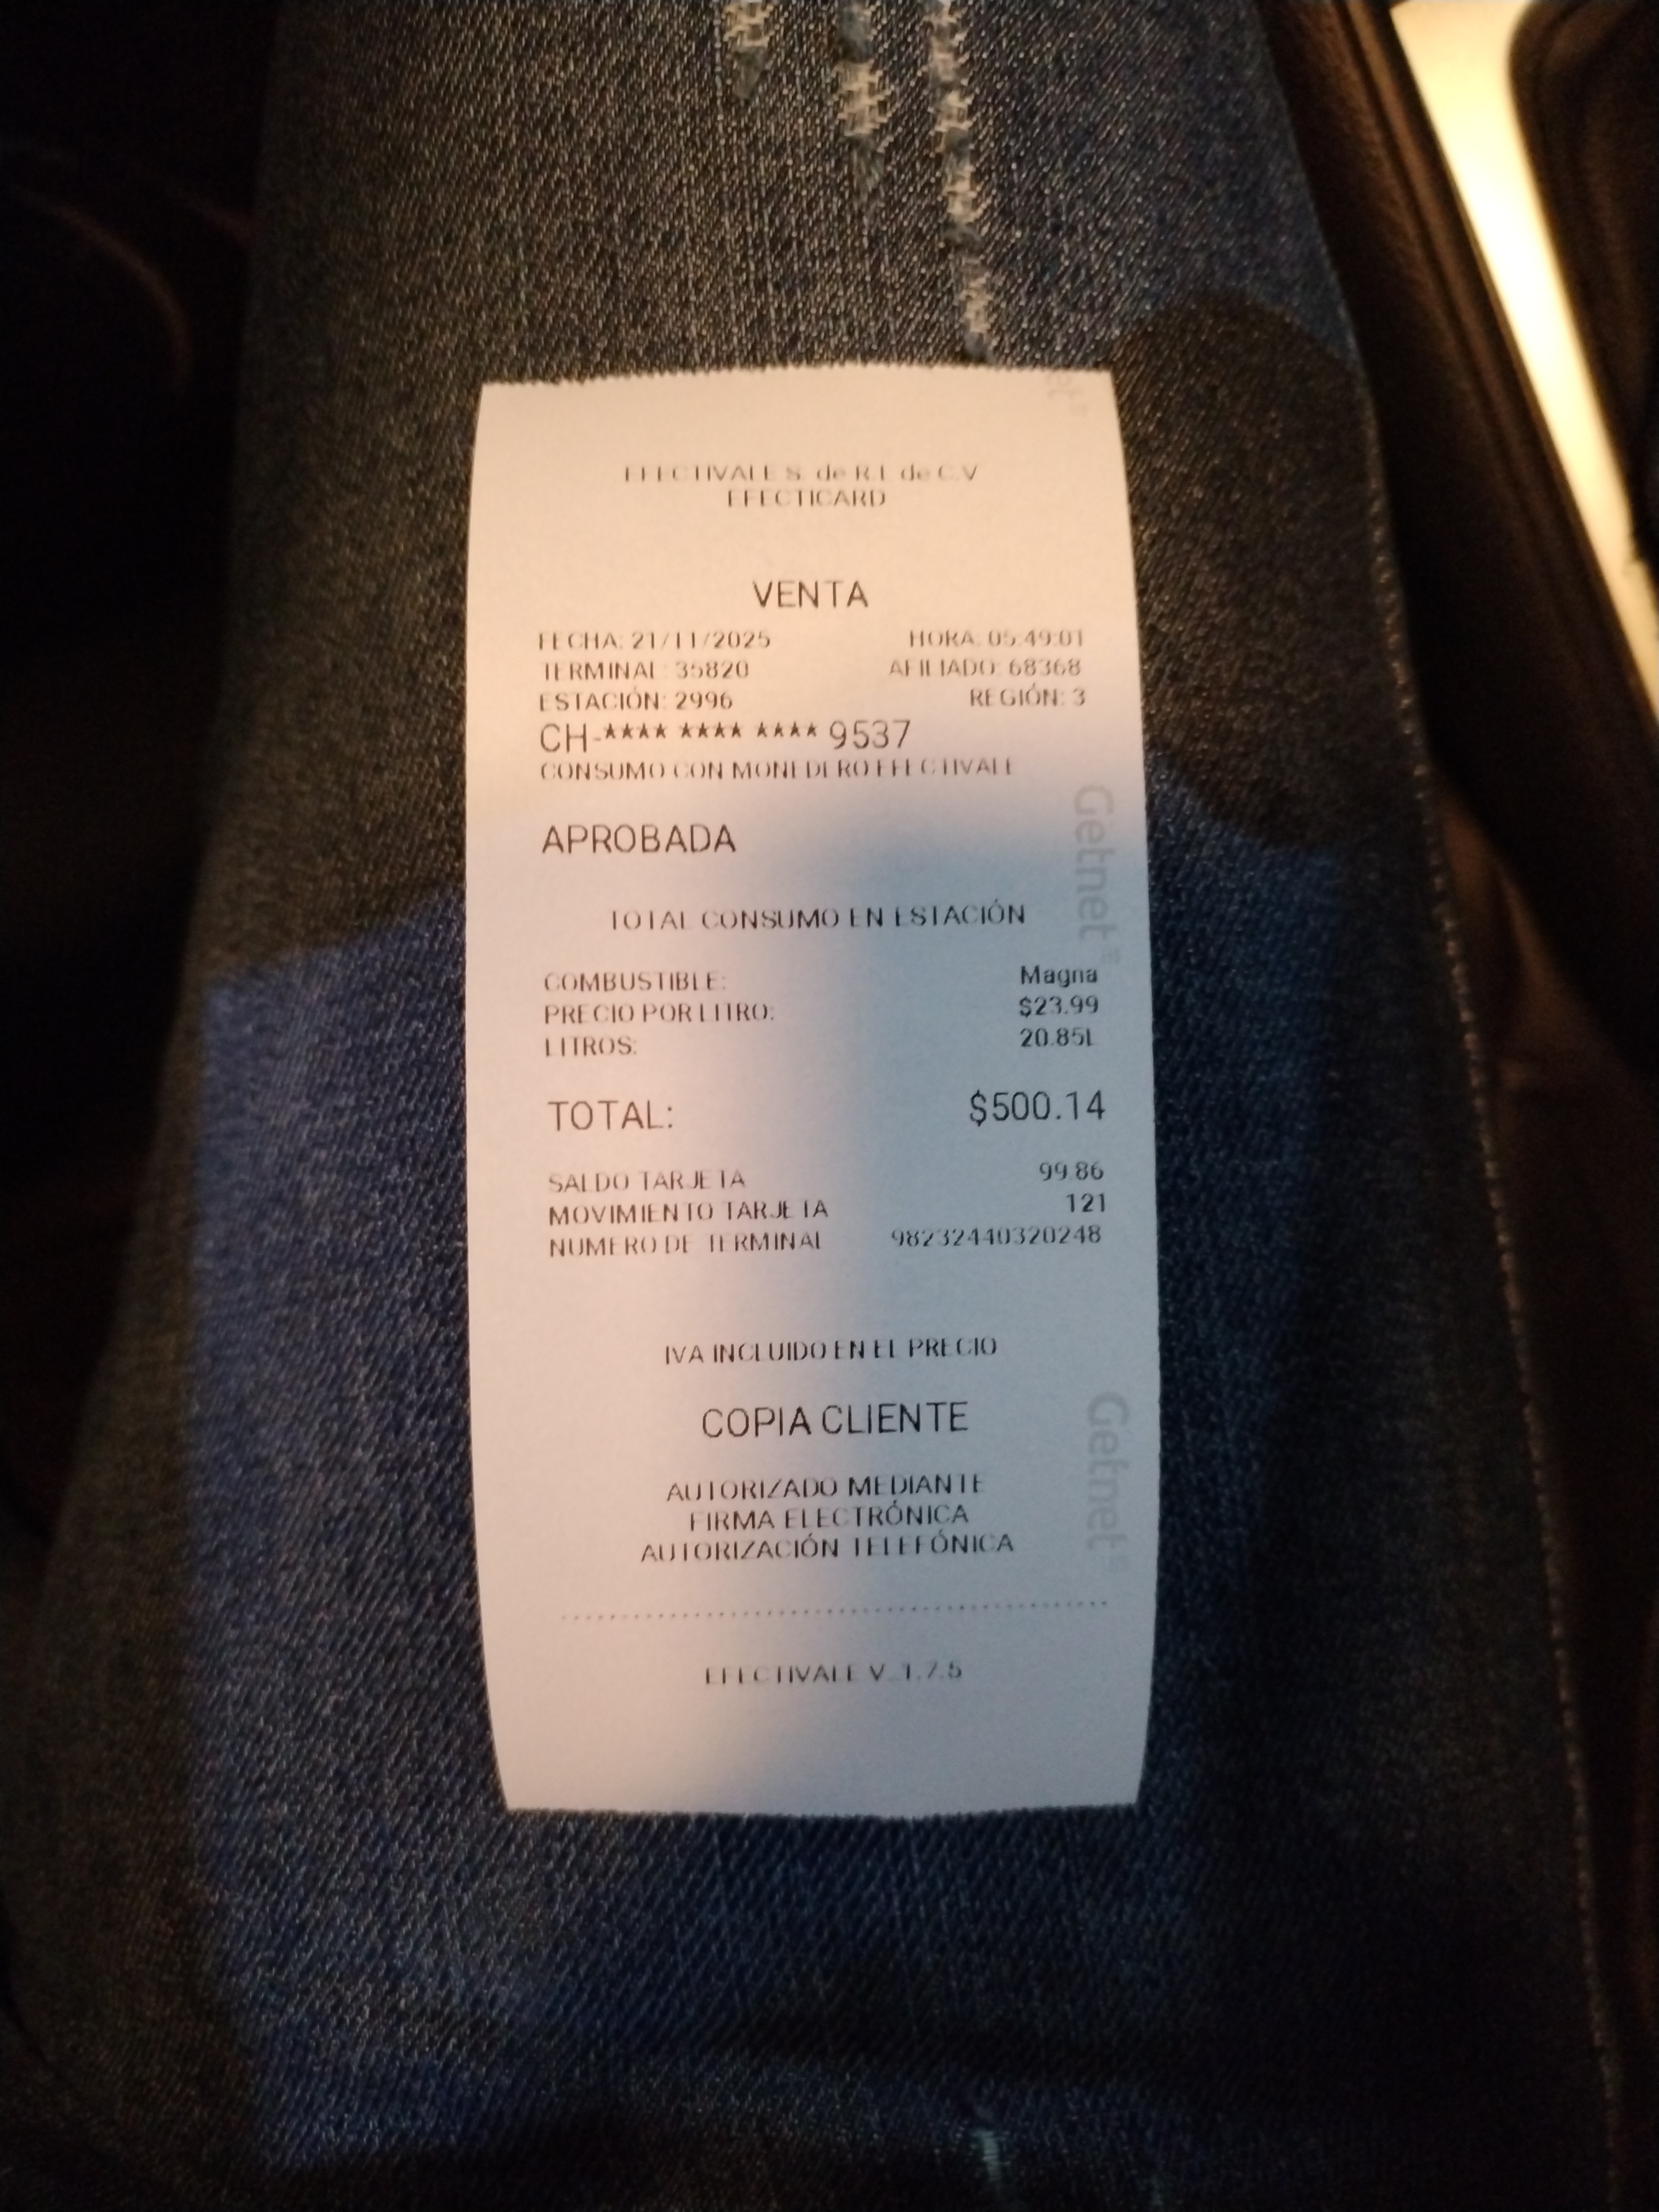 EFECTIVALE S. de R.L de C.V
EFECTICARD
VENTA
FECHA: 21/11/2025 HORA: 05:49:01
TERMINAL: 35820 AFILIADO: 68368
ESTACIÓN: 2996 REGIÓN: 3
CH-**** **** **** 9537
CONSUMO CON MONEDERO EFECTIVALE
APROBADA
TOTAL CONSUMO EN ESTACIÓN
COMBUSTIBLE: Magna
PRECIO POR LITRO: $23.99
LITROS: 20.85L
TOTAL: $500.14
SALDO TARJETA 99.86
MOVIMIENTO TARJETA 121
NUMERO DE TERMINAL 98232440320248
IVA INCLUIDO EN EL PRECIO
COPIA CLIENTE
AUTORIZADO MEDIANTE
FIRMA ELECTRÓNICA
AUTORIZACIÓN TELEFÓNICA
EFECTIVALE V_1.7.5
Getnet
Getnet